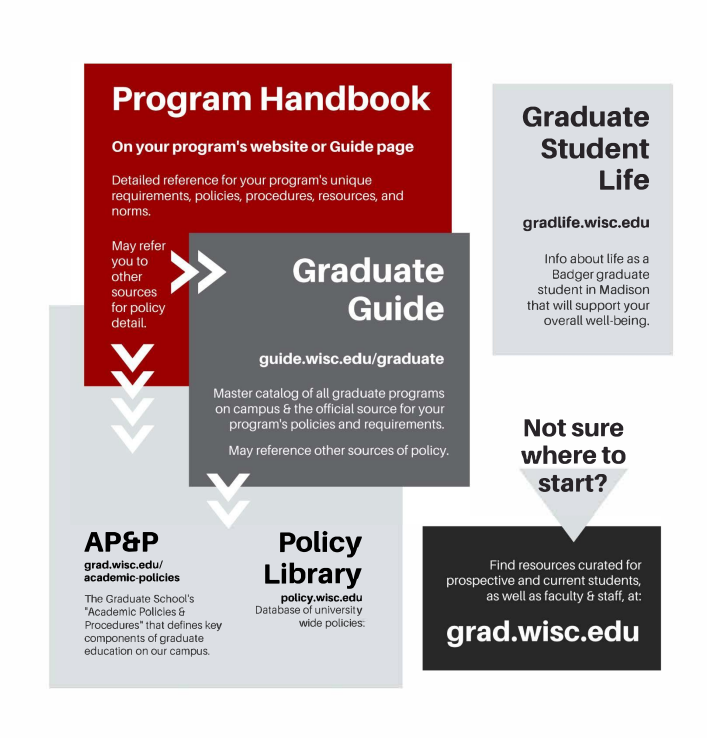 Program Handbook
On your program's website or Guide page
Detailed reference for your program's unique
requirements, policies, procedures, resources, and
norms.
May refer
you to
other
sources
for policy
detail.
Graduate
Guide
guide.wisc.edu/graduate
Master catalog of all graduate programs
on campus & the official source for your
program's policies and requirements.
May reference other sources of policy.
AP&P
grad.wisc.edu/
academic-policies
The Graduate School's
"Academic Policies &
Procedures" that defines key
components of graduate
education on our campus.
Policy
Library
policy.wisc.edu
Database of university
wide policies:
Graduate
Student
Life
gradlife.wisc.edu
Info about life as a
Badger graduate
student in Madison
that will support your
overall well-being.
Not sure
where to
start?
Find resources curated for
prospective and current students,
as well as faculty & staff, at:
grad.wisc.edu